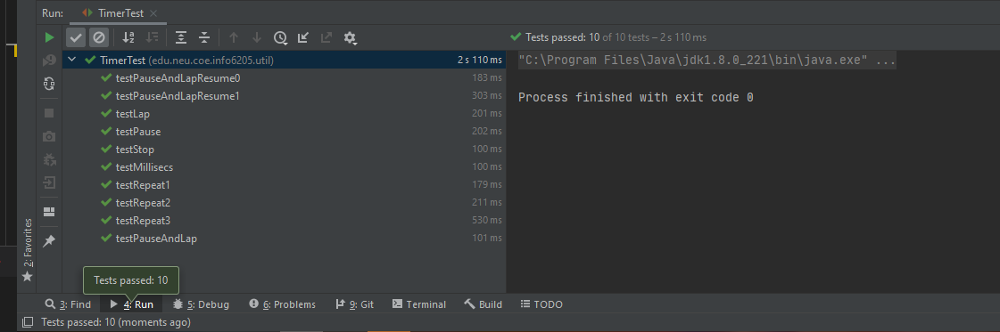 Run: TimerTest
Tests passed: 10 of 10 tests – 2 s 110 ms
TimerTest (edu.neu.coe.info6205.util) 2 s 110 ms
testPauseAndLapResume0 183 ms
testPauseAndLapResume1 303 ms
testLap 201 ms
testPause 202 ms
testStop 100 ms
testMillisecs 100 ms
testRepeat1 179 ms
testRepeat2 211 ms
testRepeat3 530 ms
testPauseAndLap 101 ms
"C:\Program Files\Java\jdk1.8.0_221\bin\java.exe" ...
Process finished with exit code 0
2: Favorites
Tests passed: 10
3: Find 4: Run 5: Debug 6: Problems 9: Git Terminal Build TODO
Tests passed: 10 (moments ago)